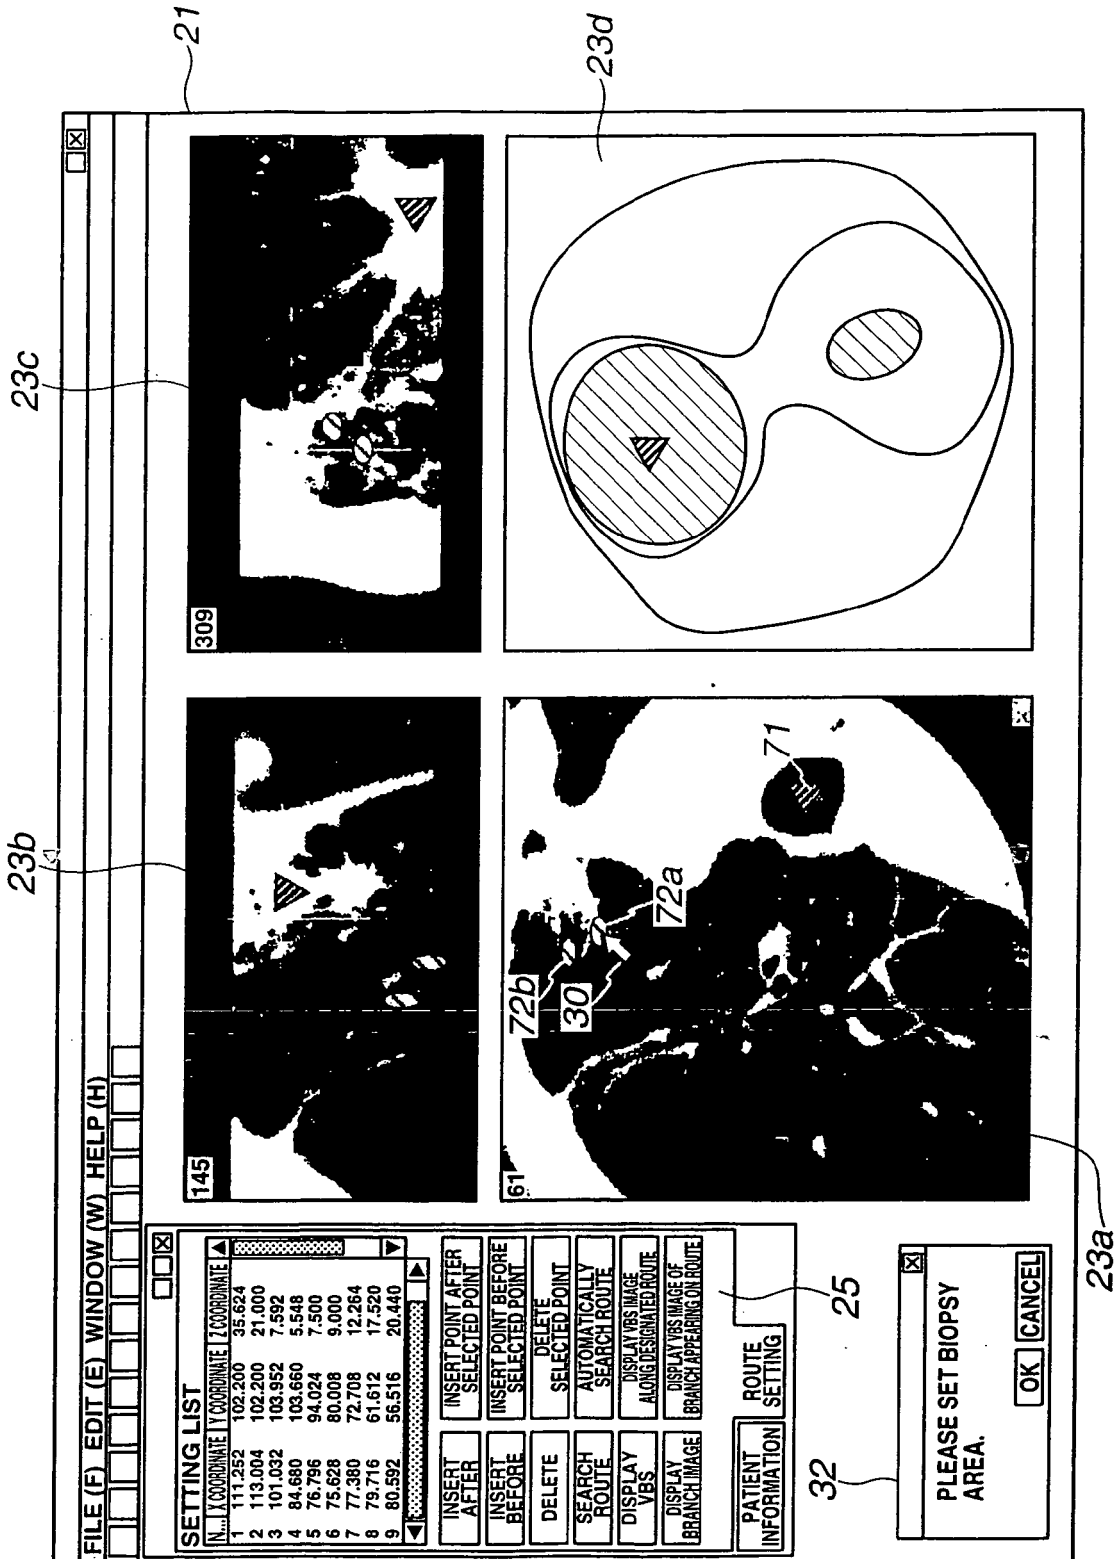 21
FILE (F) EDIT (E) WINDOW (W) HELP (H)
SETTING LIST
N... X COORDINATE Y COORDINATE Z COORDINATE
1 111.252 102.200 35.624
2 113.004 102.200 21.000
3 101.032 103.952 7.592
4 84.680 103.660 5.548
5 76.796 94.024 7.500
6 75.628 80.008 9.000
7 77.380 72.708 12.264
8 79.716 61.612 17.520
9 80.592 56.516 20.440
INSERT
AFTER
INSERT POINT AFTER
SELECTED POINT
INSERT
BEFORE
INSERT POINT BEFORE
SELECTED POINT
DELETE
DELETE
SELECTED POINT
SEARCH
ROUTE
AUTOMATICALLY
SEARCH ROUTE
DISPLAY
VBS
DISPLAY VBS IMAGE
ALONG DESIGNATED ROUTE
DISPLAY
BRANCH IMAGE
DISPLAY VBS IMAGE OF
BRANCH APPEARING ON ROUTE
PATIENT
INFORMATION
ROUTE
SETTING
25
32
PLEASE SET BIOPSY
AREA.
OK CANCEL
23b
145
23c
309
61
72b
30
72a
71
23a
23d